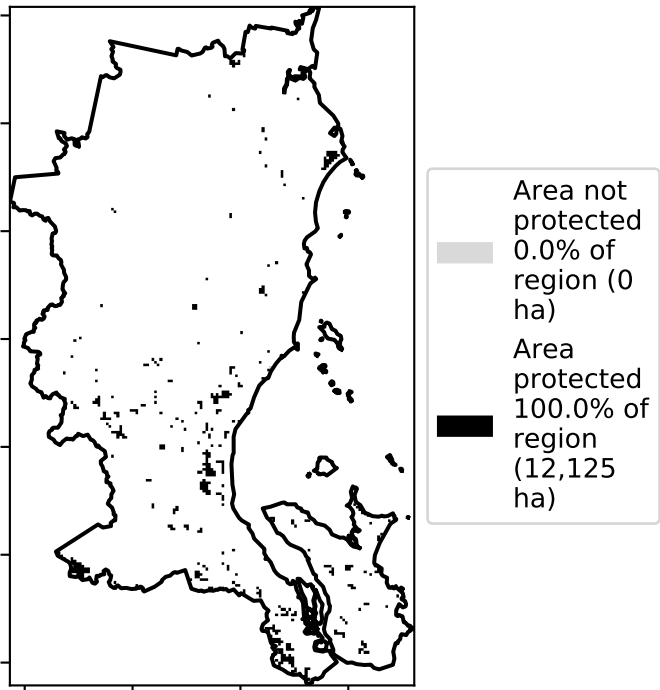 Area not
protected
0.0% of
region (0
ha)
Area
protected
100.0% of
region
(12,125
ha)